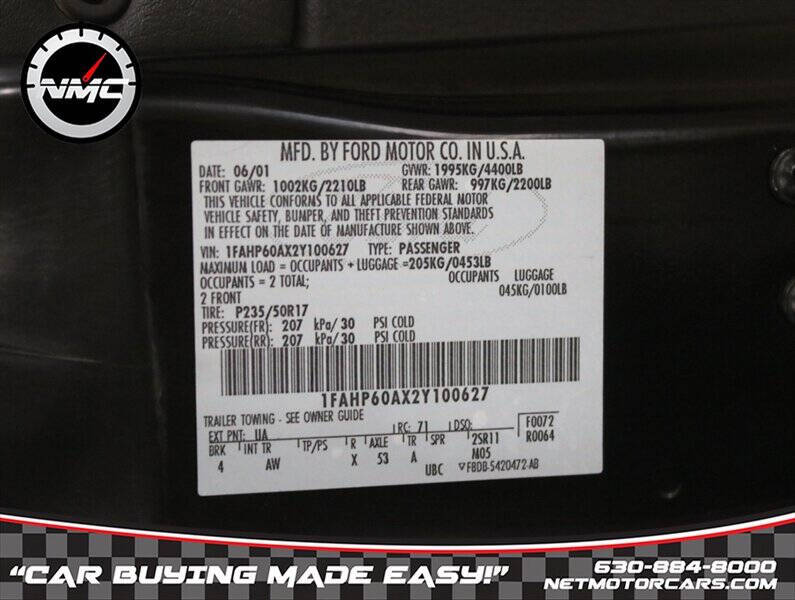 NMC
MFD. BY FORD MOTOR CO. IN U.S.A.
DATE: 06/01 GVWR: 1995KG/4400LB
FRONT GAWR: 1002KG/2210LB REAR GAWR: 997KG/2200LB
THIS VEHICLE CONFORMS TO ALL APPLICABLE FEDERAL MOTOR
VEHICLE SAFETY, BUMPER, AND THEFT PREVENTION STANDARDS
IN EFFECT ON THE DATE OF MANUFACTURE SHOWN ABOVE.
VIN: 1FAHP60AX2Y100627 TYPE: PASSENGER
MAXIMUM LOAD = OCCUPANTS + LUGGAGE =205KG/0453LB
OCCUPANTS = 2 TOTAL; OCCUPANTS LUGGAGE
2 FRONT 045KG/0100LB
TIRE: P235/50R17
PRESSURE(FR): 207 kPa/ 30 PSI COLD
PRESSURE(RR): 207 kPa/ 30 PSI COLD
1FAHP60AX2Y100627
TRAILER TOWING - SEE OWNER GUIDE
EXT PNT: UA RC: 71 DSO: F0072
BRK INT TR TP/PS R AXLE TR SPR 2SR11 R0064
4 AW X 53 A M05
UBC F8DB-5420472-AB
"CAR BUYING MADE EASY!"
630-884-8000
NETMOTORCARS.COM